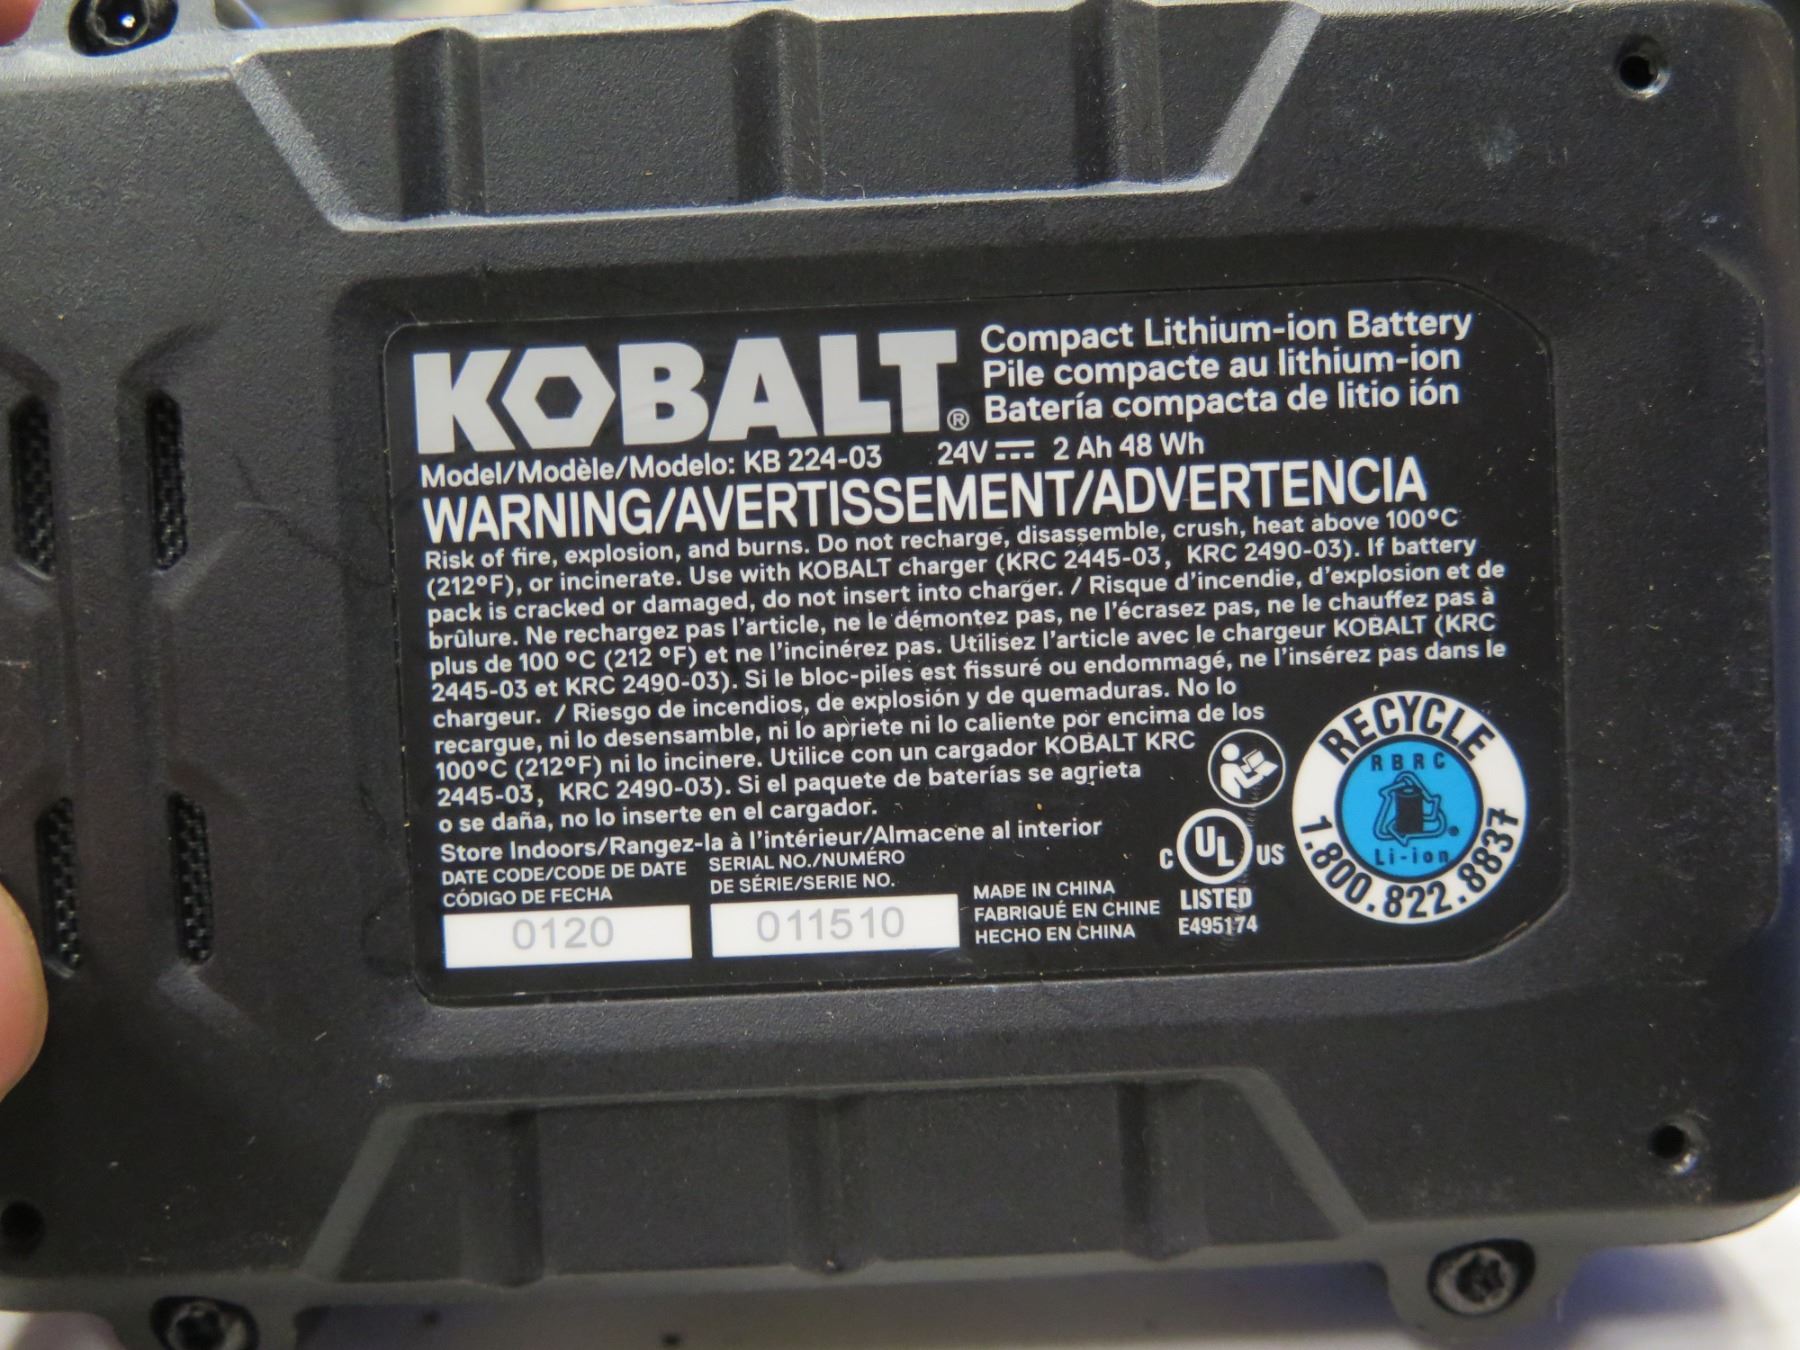 KOBALT®
Compact Lithium-ion Battery
Pile compacte au lithium-ion
Batería compacta de litio ión
Model/Modèle/Modelo: KB 224-03 24V ⎓ 2 Ah 48 Wh
WARNING/AVERTISSEMENT/ADVERTENCIA
Risk of fire, explosion, and burns. Do not recharge, disassemble, crush, heat above 100°C
(212°F), or incinerate. Use with KOBALT charger (KRC 2445-03, KRC 2490-03). If battery
pack is cracked or damaged, do not insert into charger. / Risque d'incendie, d'explosion et de
brûlure. Ne rechargez pas l'article, ne le démontez pas, ne l'écrasez pas, ne le chauffez pas à
plus de 100 °C (212 °F) et ne l'incinérez pas. Utilisez l'article avec le chargeur KOBALT (KRC
2445-03 et KRC 2490-03). Si le bloc-piles est fissuré ou endommagé, ne l'insérez pas dans le
chargeur. / Riesgo de incendios, de explosión y de quemaduras. No lo
recargue, ni lo desensamble, ni lo apriete ni lo caliente por encima de los
100°C (212°F) ni lo incinere. Utilice con un cargador KOBALT KRC
2445-03, KRC 2490-03). Si el paquete de baterías se agrieta
o se daña, no lo inserte en el cargador.
Store Indoors/Rangez-la à l'intérieur/Almacene al interior
DATE CODE/CODE DE DATE
CÓDIGO DE FECHA
0120
SERIAL NO./NUMÉRO
DE SÉRIE/SERIE NO.
011510
MADE IN CHINA
FABRIQUÉ EN CHINE
HECHO EN CHINA
C UL US
LISTED
E495174
RECYCLE
RBRC
Li-ion
1.800.822.8837